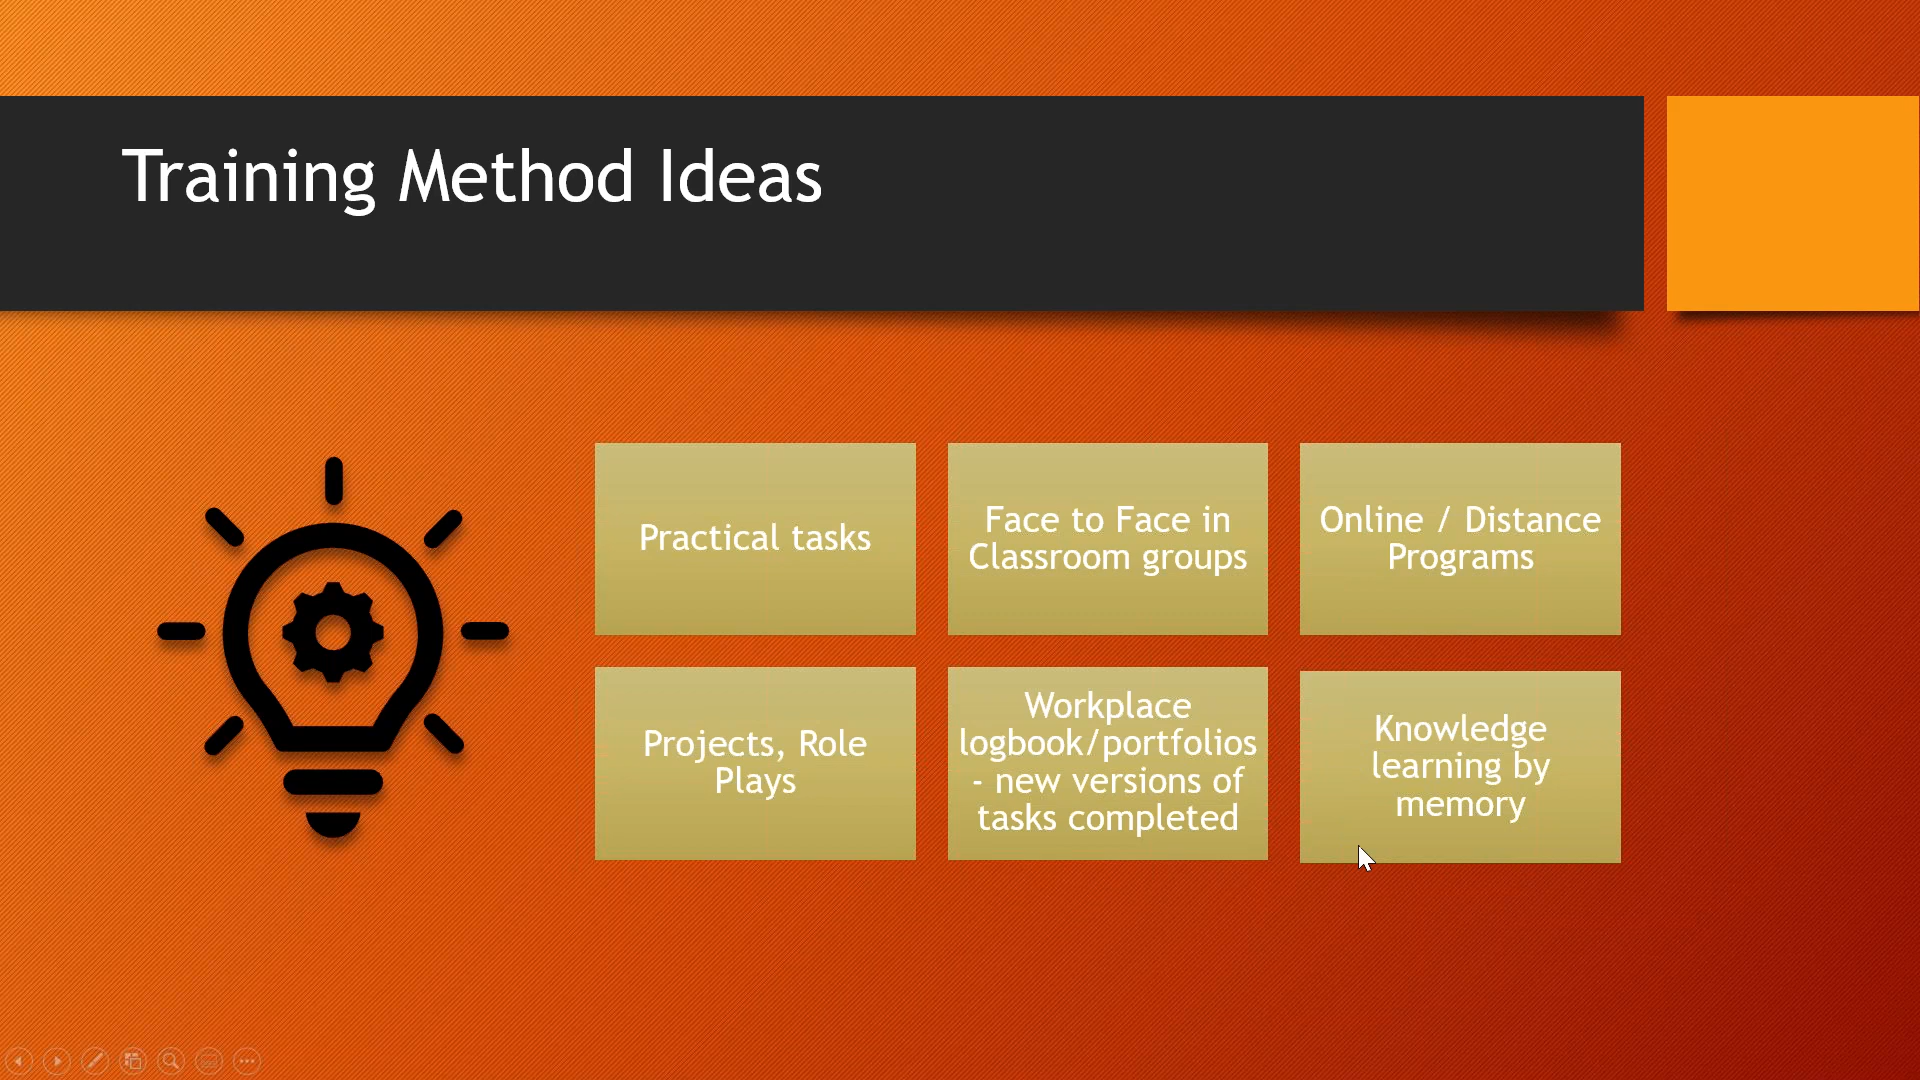 Training Method Ideas
Practical tasks
Face to Face in
Classroom groups
Online / Distance
Programs
Projects, Role
Plays
Workplace
logbook/portfolios
- new versions of
tasks completed
Knowledge
learning by
memory